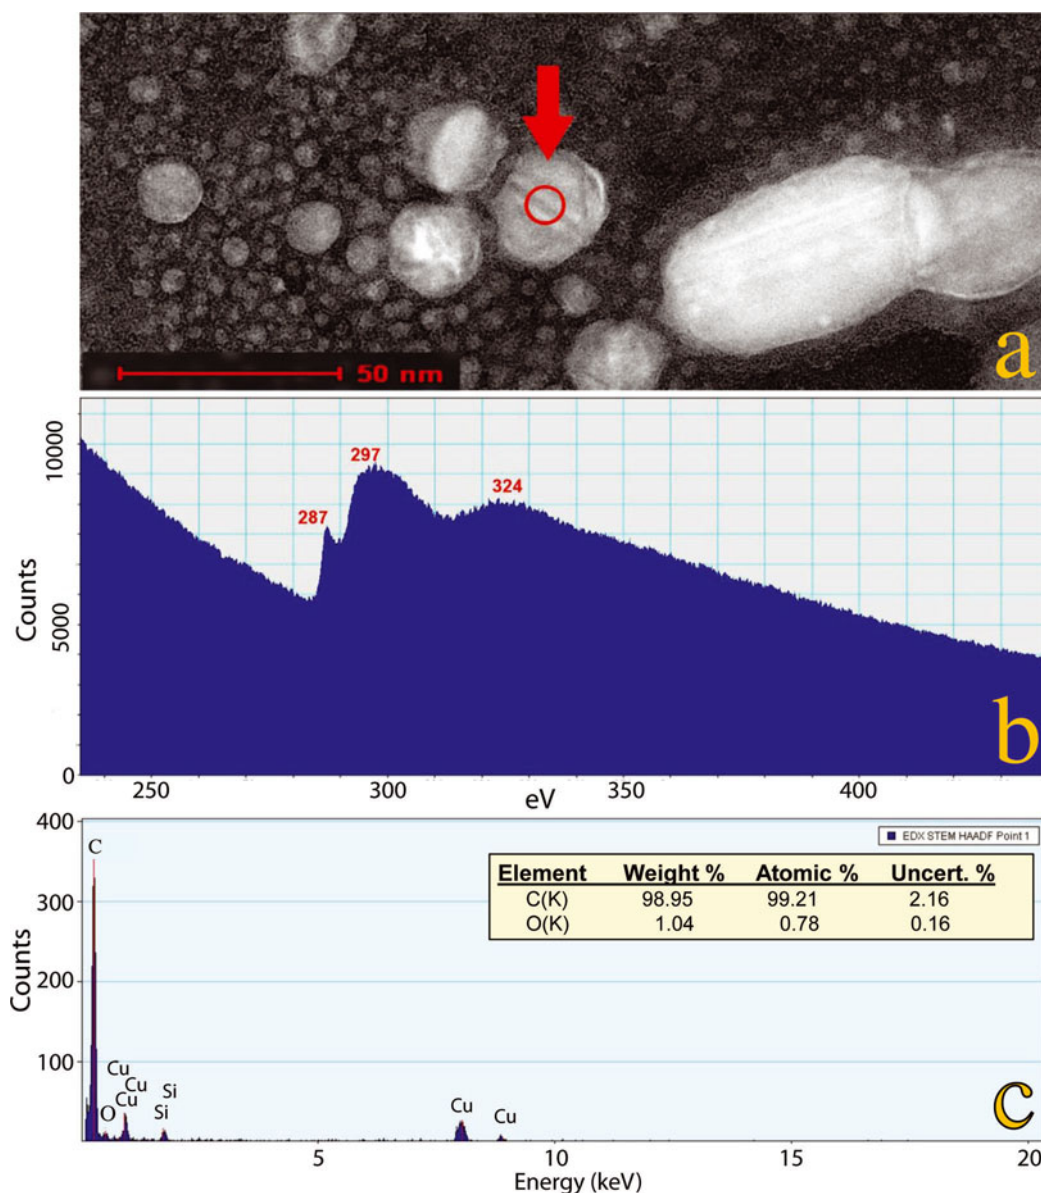 50 nm
a
10000
5000
0
Counts
287
297
324
250
300
350
400
eV
b
400
300
200
100
Counts
C
EDX STEM HAADF Point 1
Element Weight % Atomic % Uncert. %
C(K) 98.95 99.21 2.16
O(K) 1.04 0.78 0.16
Cu
Cu
O Cu
Si
Si
Cu
Cu
5
10
15
20
Energy (keV)
c